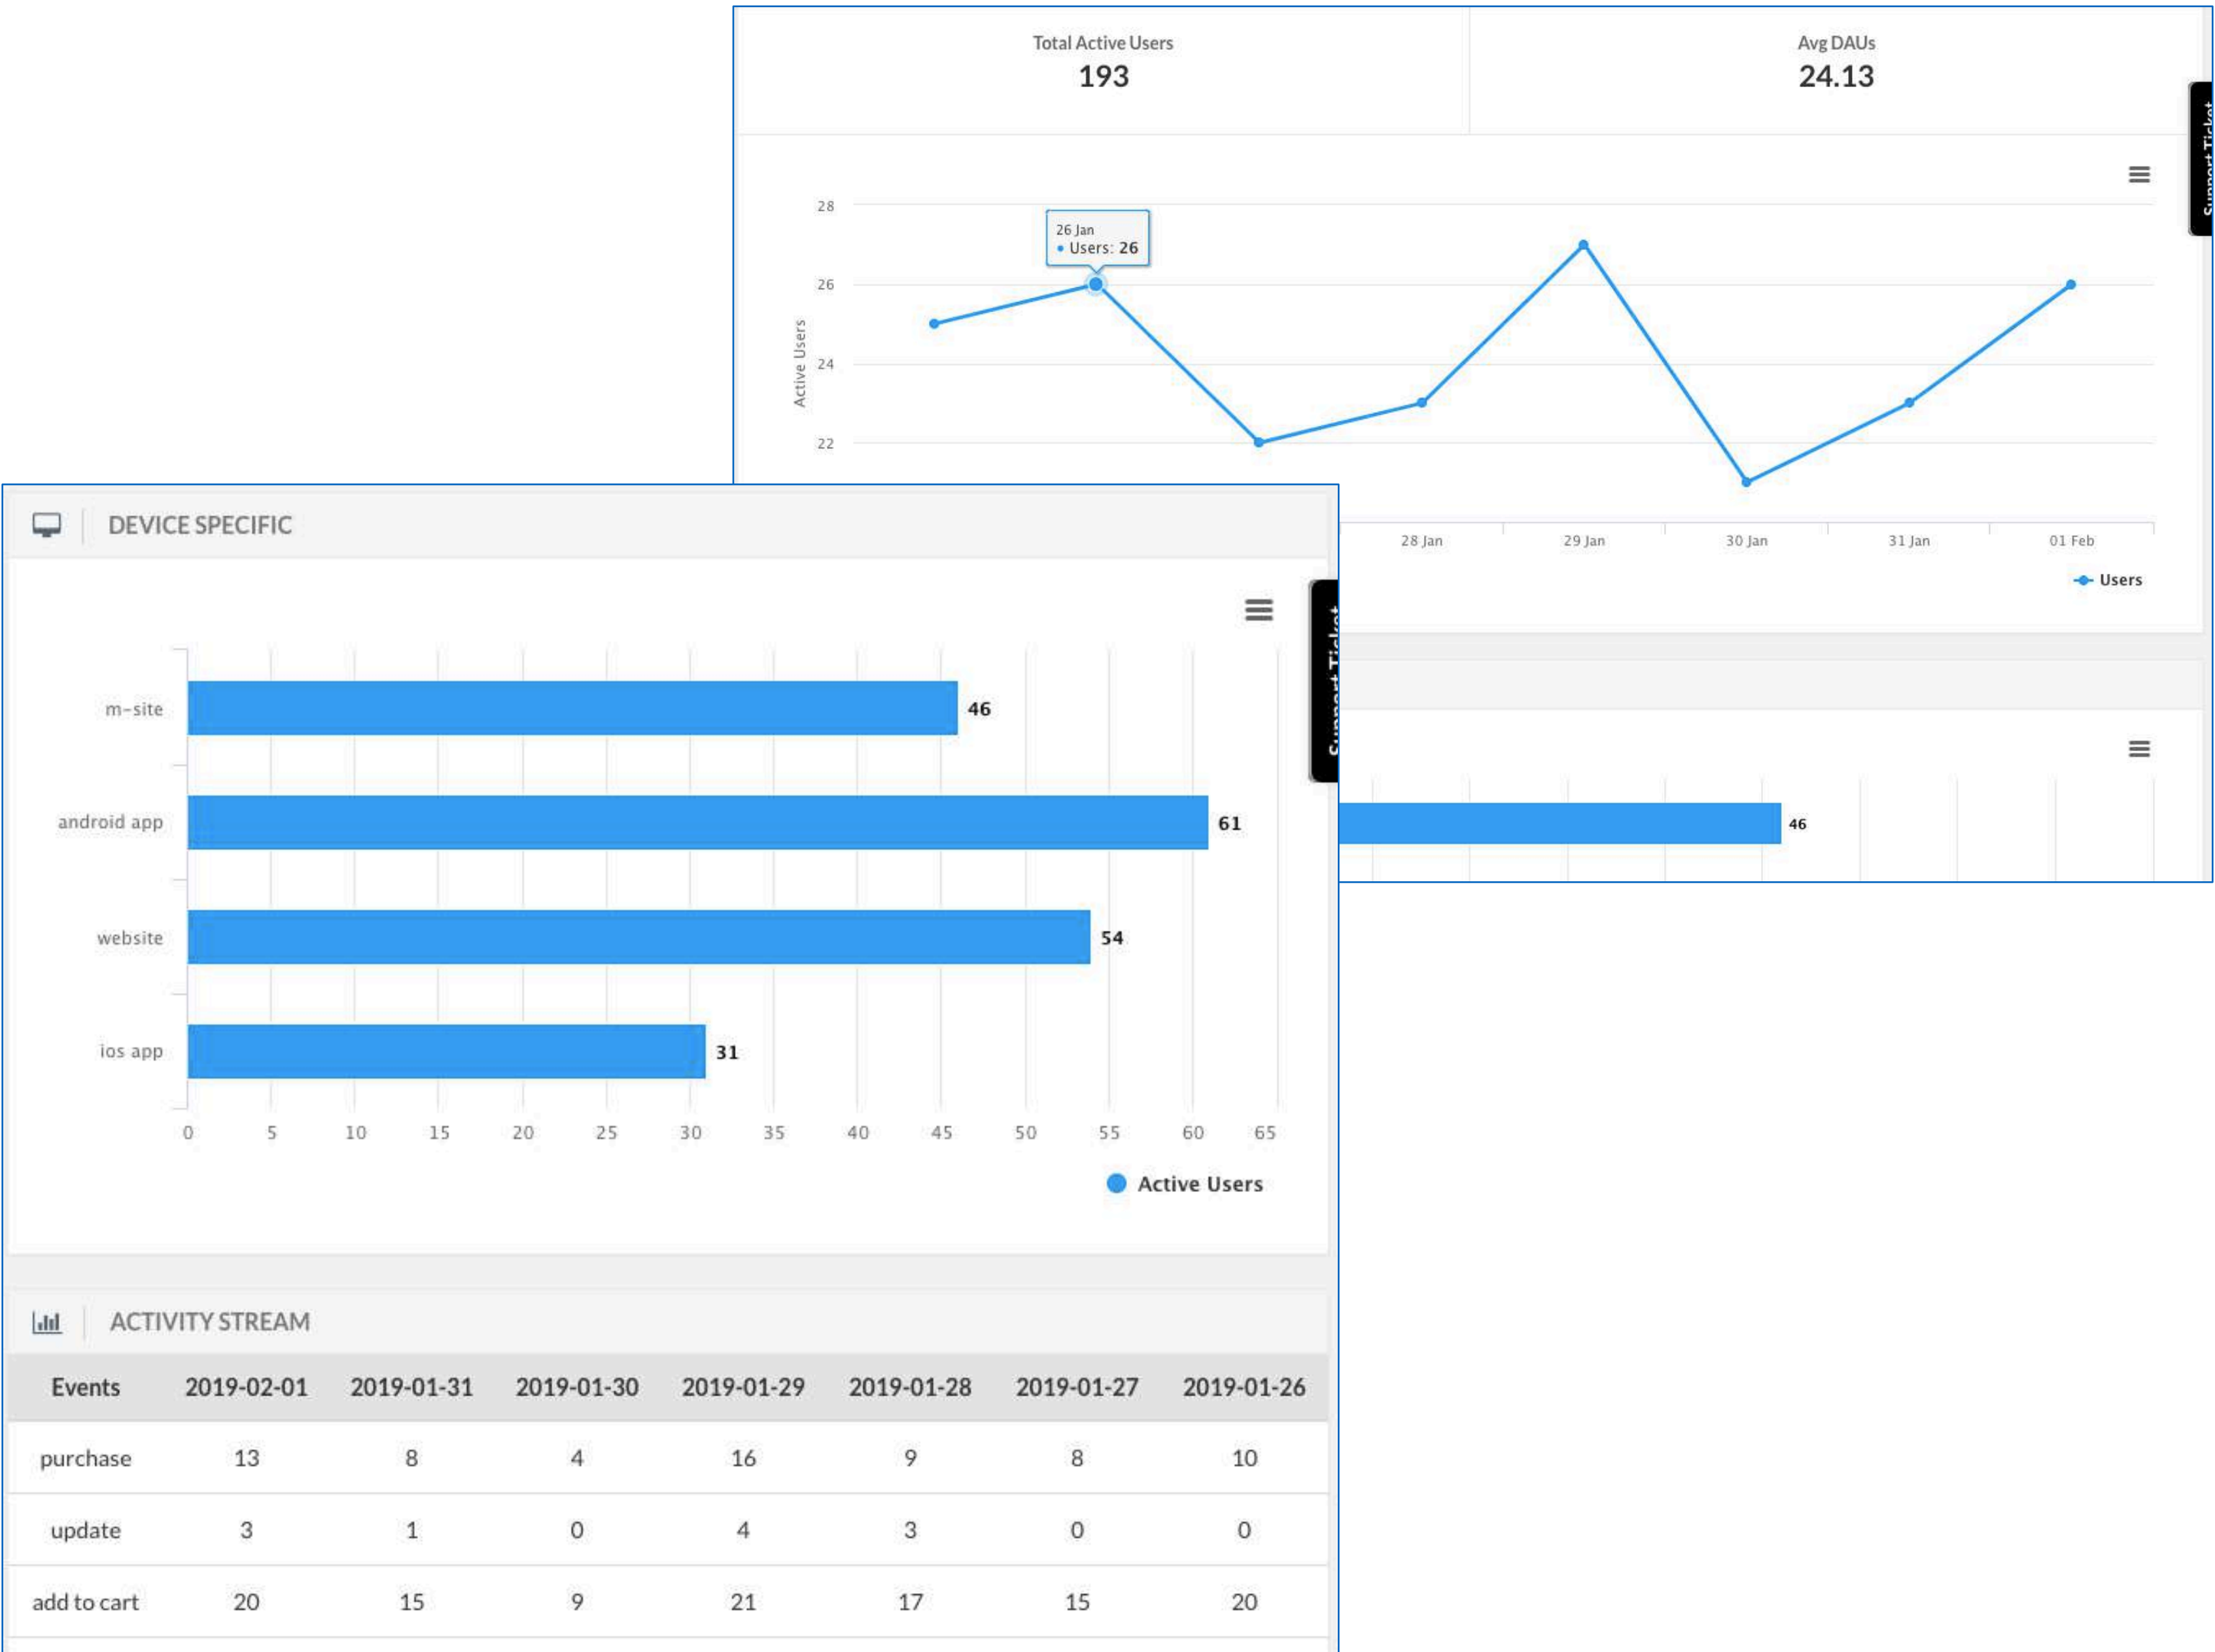 Total Active Users
193
Avg DAUs
24.13
Support Ticket
28
26
24
22
Active Users
26 Jan
Users: 26
28 Jan
29 Jan
30 Jan
31 Jan
01 Feb
Users
46
DEVICE SPECIFIC
Support Ticket
m-site
46
android app
61
website
54
ios app
31
0 5 10 15 20 25 30 35 40 45 50 55 60 65
Active Users
ACTIVITY STREAM
Events 2019-02-01 2019-01-31 2019-01-30 2019-01-29 2019-01-28 2019-01-27 2019-01-26
purchase 13 8 4 16 9 8 10
update 3 1 0 4 3 0 0
add to cart 20 15 9 21 17 15 20